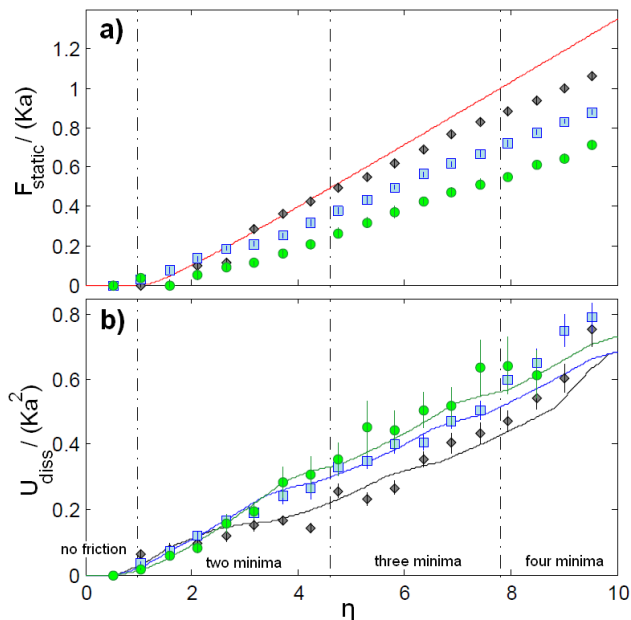 a)
F_static / (Ka)
1.2
1
0.8
0.6
0.4
0.2
0
b)
U_diss / (Ka²)
0.8
0.6
0.4
0.2
0
no friction
two minima
three minima
four minima
0 2 4 6 8 10
η